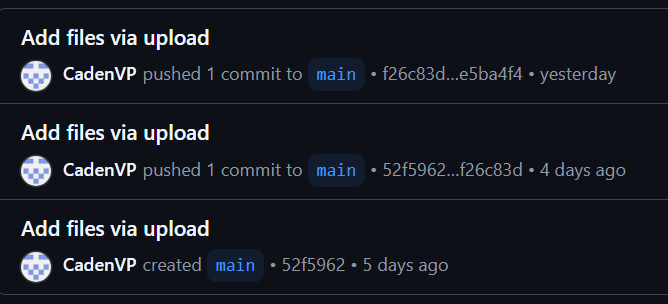 Add files via upload
CadenVP pushed 1 commit to main • f26c83d...e5ba4f4 • yesterday
Add files via upload
CadenVP pushed 1 commit to main • 52f5962...f26c83d • 4 days ago
Add files via upload
CadenVP created main • 52f5962 • 5 days ago